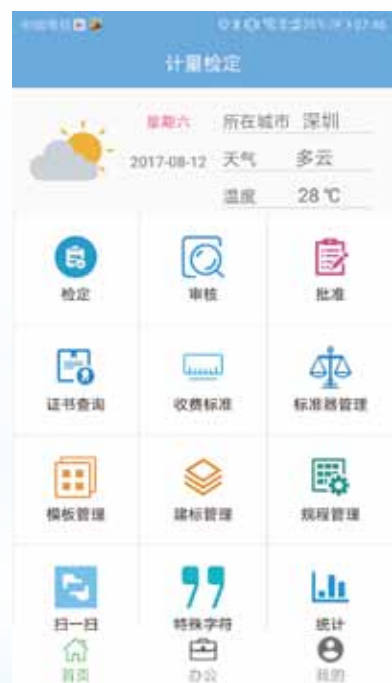 计量检定
星期六 所在城市 深圳
2017-08-12 天气 多云
温度 28 ℃
检定 审核 批准
证书查询 收费标准 标准器管理
模板管理 建标管理 规程管理
扫一扫 特殊字符 统计
首页 办公 我的